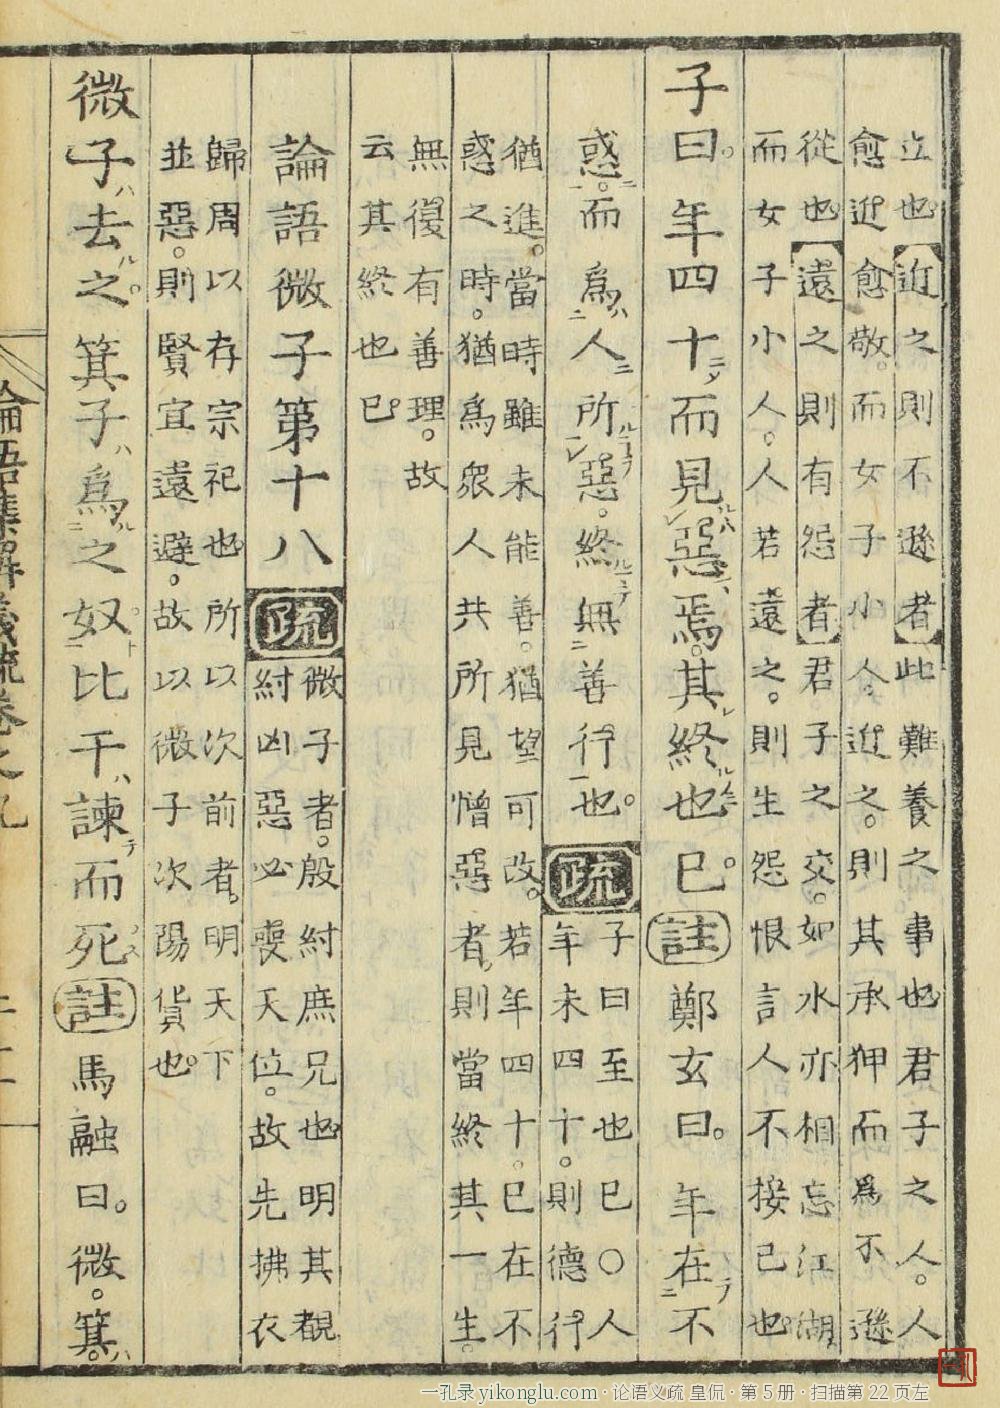 立也【近之則不遜者】此難養之事也君子之人。人
愈近愈敬。而女子小人。近之。則其承狎而爲不遜
從也【遠之則有怨者】君子之交。如水亦相忘江湖
而女子小人。人若遠之。則生怨恨言人不接己也
子曰。年四十而見惡焉。其終也已。註鄭玄曰。年在不
惑。而爲人所惡。終無善行也。疏
子曰至也已〇人
年未四十。則德行
猶進。當時雖未能善。猶望可改。若年四十。已在不
惑之時。猶爲衆人共所見憎惡者。則當終其一生。
無復有善理。故
云其終也已
論語微子第十八疏
微子者。殷紂庶兄也明其覩
紂凶惡必喪天位。故先拂衣
歸周以存宗祀也所以次前者。明天下
並惡。則賢宜遠避。故以微子次陽貨也。
微子去之。箕子爲之奴比干諫而死註馬融曰。微。箕。
論語集解義疏卷之九
一孔录 yikonglu.com · 论语义疏 皇侃 · 第 5 册 · 扫描第 22 页左